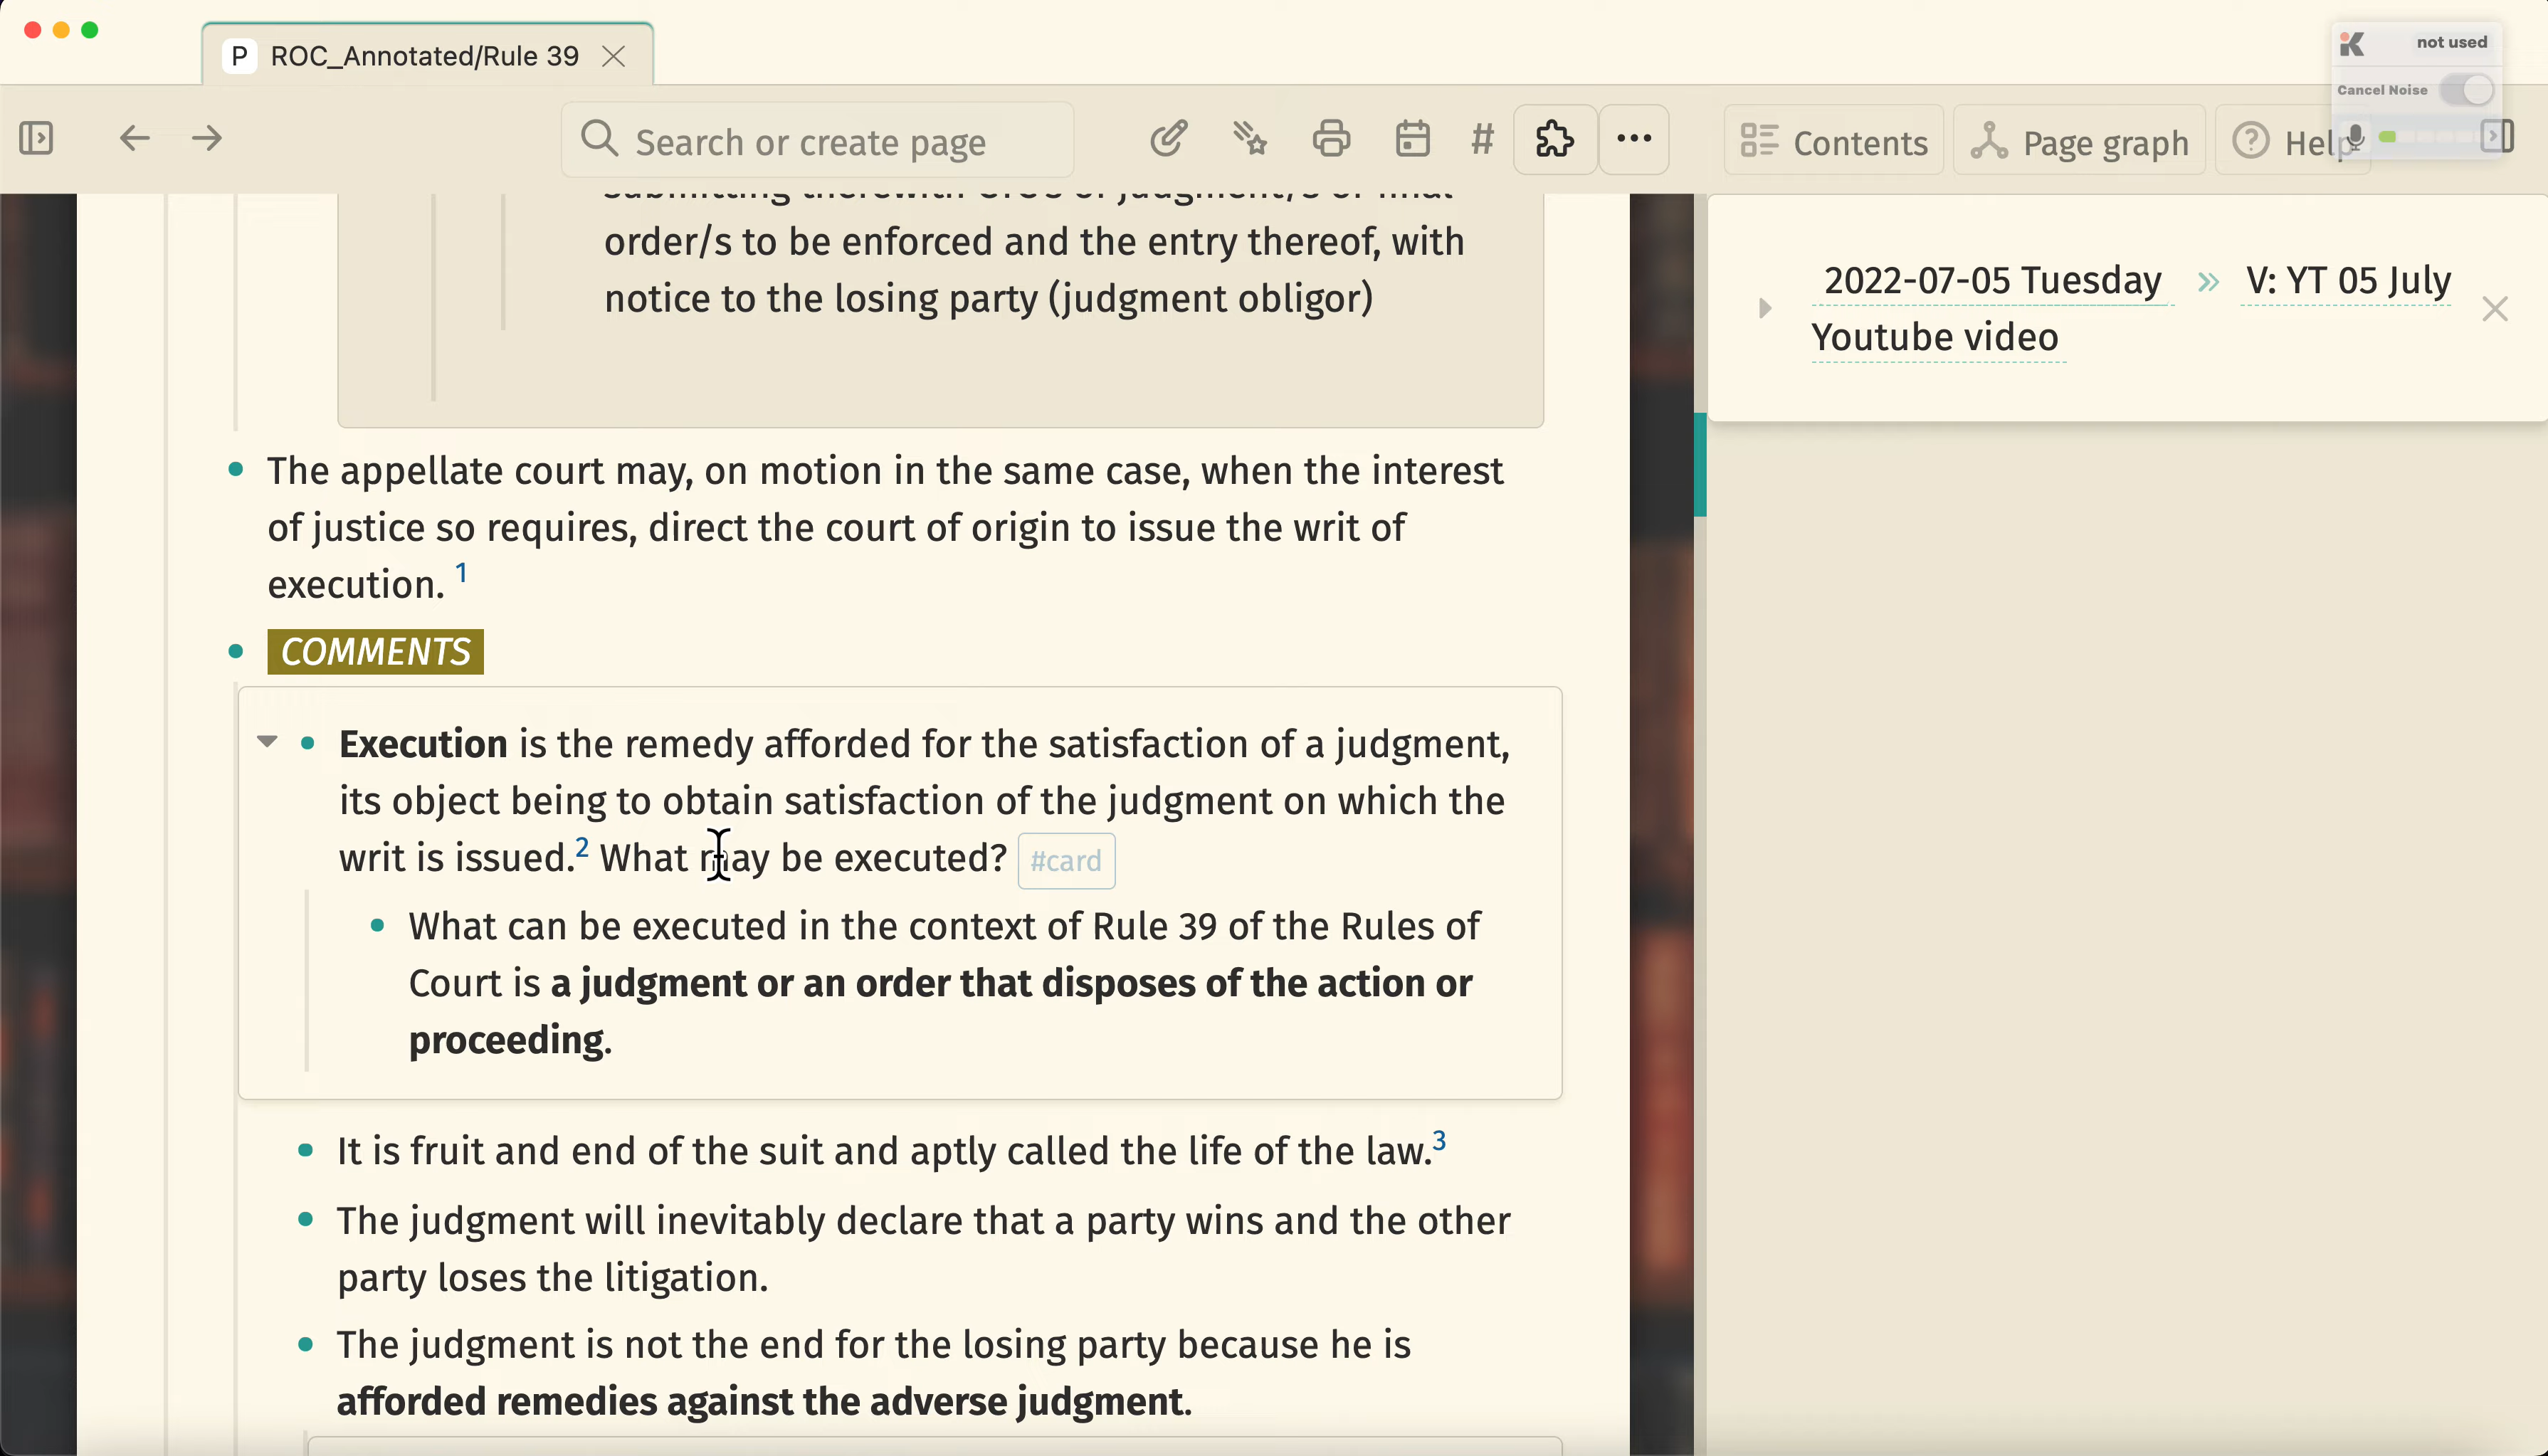 P ROC_Annotated/Rule 39
not used
Cancel Noise
Search or create page
#
Contents
Page graph
Help
submitting therewith CTCs of judgment/s or final
order/s to be enforced and the entry thereof, with
notice to the losing party (judgment obligor)
The appellate court may, on motion in the same case, when the interest
of justice so requires, direct the court of origin to issue the writ of
execution. 1
COMMENTS
Execution is the remedy afforded for the satisfaction of a judgment,
its object being to obtain satisfaction of the judgment on which the
writ is issued.2 What may be executed? #card
What can be executed in the context of Rule 39 of the Rules of
Court is a judgment or an order that disposes of the action or
proceeding.
It is fruit and end of the suit and aptly called the life of the law.3
The judgment will inevitably declare that a party wins and the other
party loses the litigation.
The judgment is not the end for the losing party because he is
afforded remedies against the adverse judgment.
2022-07-05 Tuesday » V: YT 05 July
Youtube video